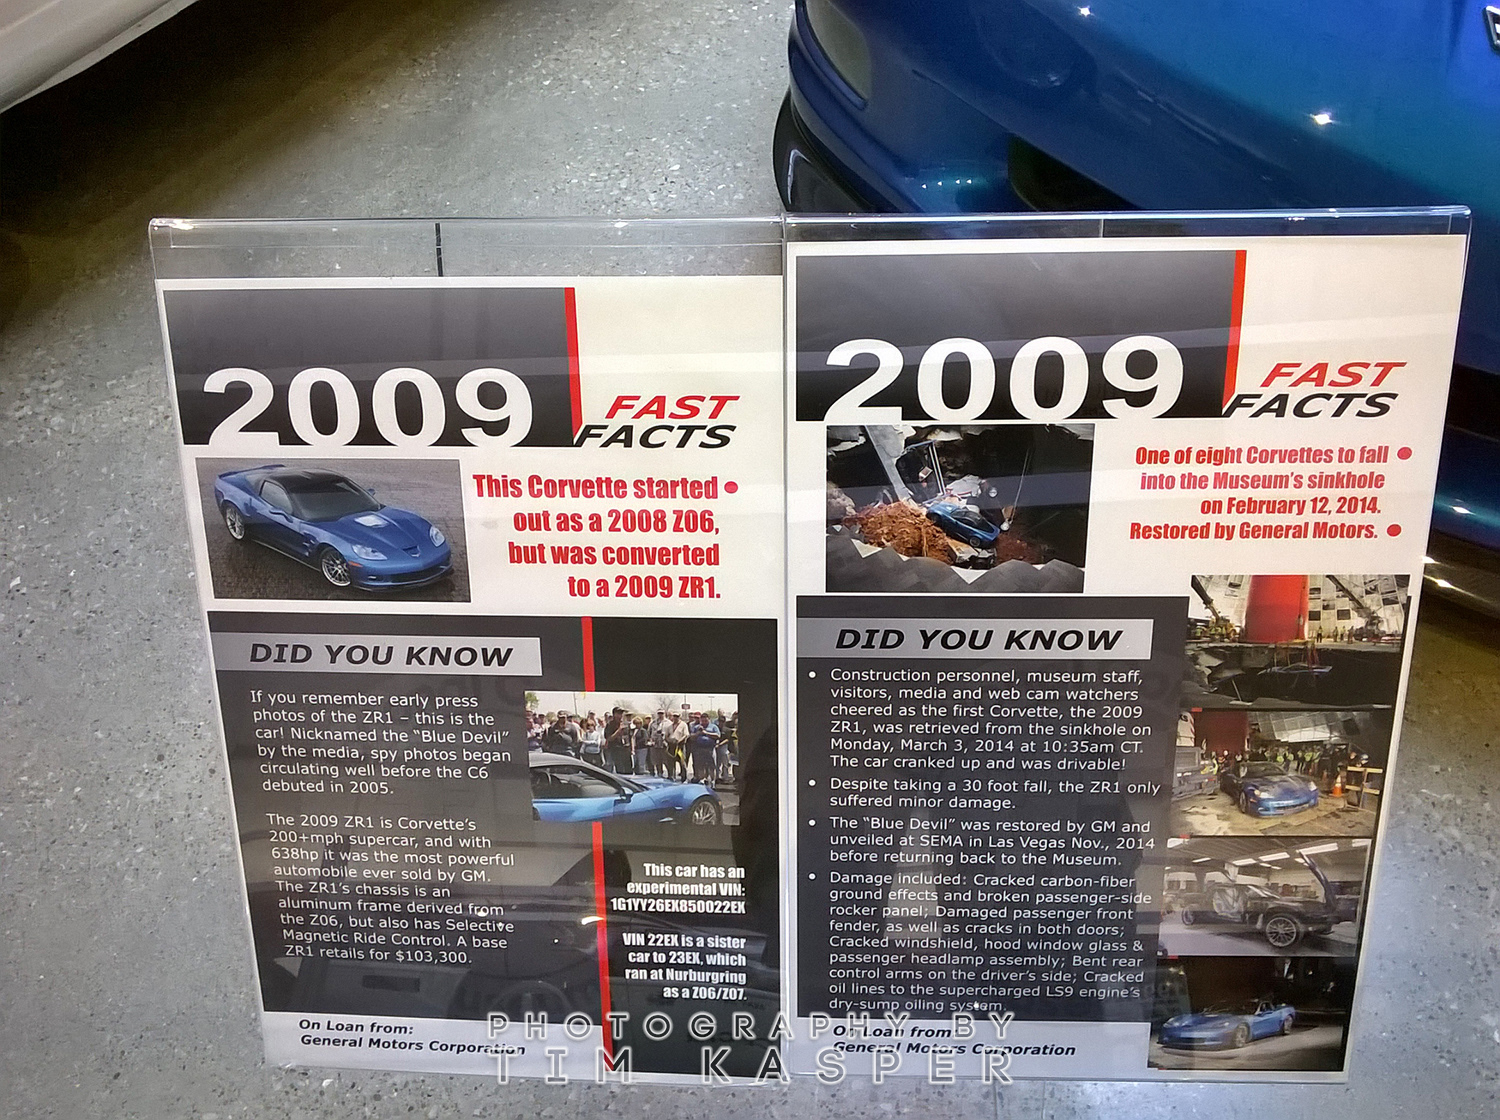 2009
FAST
FACTS
This Corvette started
out as a 2008 Z06,
but was converted
to a 2009 ZR1.
DID YOU KNOW
If you remember early press
photos of the ZR1 – this is the
car! Nicknamed the “Blue Devil”
by the media, spy photos began
circulating well before the C6
debuted in 2005.
The 2009 ZR1 is Corvette’s
200+mph supercar, and with
638hp it was the most powerful
automobile ever sold by GM.
The ZR1’s chassis is an
aluminum frame derived from
the Z06, but also has Selective
Magnetic Ride Control. A base
ZR1 retails for $103,300.
This car has an
experimental VIN:
1G1YY26EX850022EX
VIN 22EX is a sister
car to 23EX, which
ran at Nurburgring
as a Z06/Z07.
On Loan from:
General Motors Corporation
2009
FAST
FACTS
One of eight Corvettes to fall
into the Museum’s sinkhole
on February 12, 2014.
Restored by General Motors.
DID YOU KNOW
• Construction personnel, museum staff,
visitors, media and web cam watchers
cheered as the first Corvette, the 2009
ZR1, was retrieved from the sinkhole on
Monday, March 3, 2014 at 10:35am CT.
The car cranked up and was drivable!
• Despite taking a 30 foot fall, the ZR1 only
suffered minor damage.
• The “Blue Devil” was restored by GM and
unveiled at SEMA in Las Vegas Nov., 2014
before returning back to the Museum.
• Damage included: Cracked carbon-fiber
ground effects and broken passenger-side
rocker panel; Damaged passenger front
fender, as well as cracks in both doors;
Cracked windshield, hood window glass &
passenger headlamp assembly; Bent rear
control arms on the driver’s side; Cracked
oil lines to the supercharged LS9 engine’s
dry-sump oiling system.
On Loan from:
General Motors Corporation
PHOTOGRAPHY BY
TIM KASPER